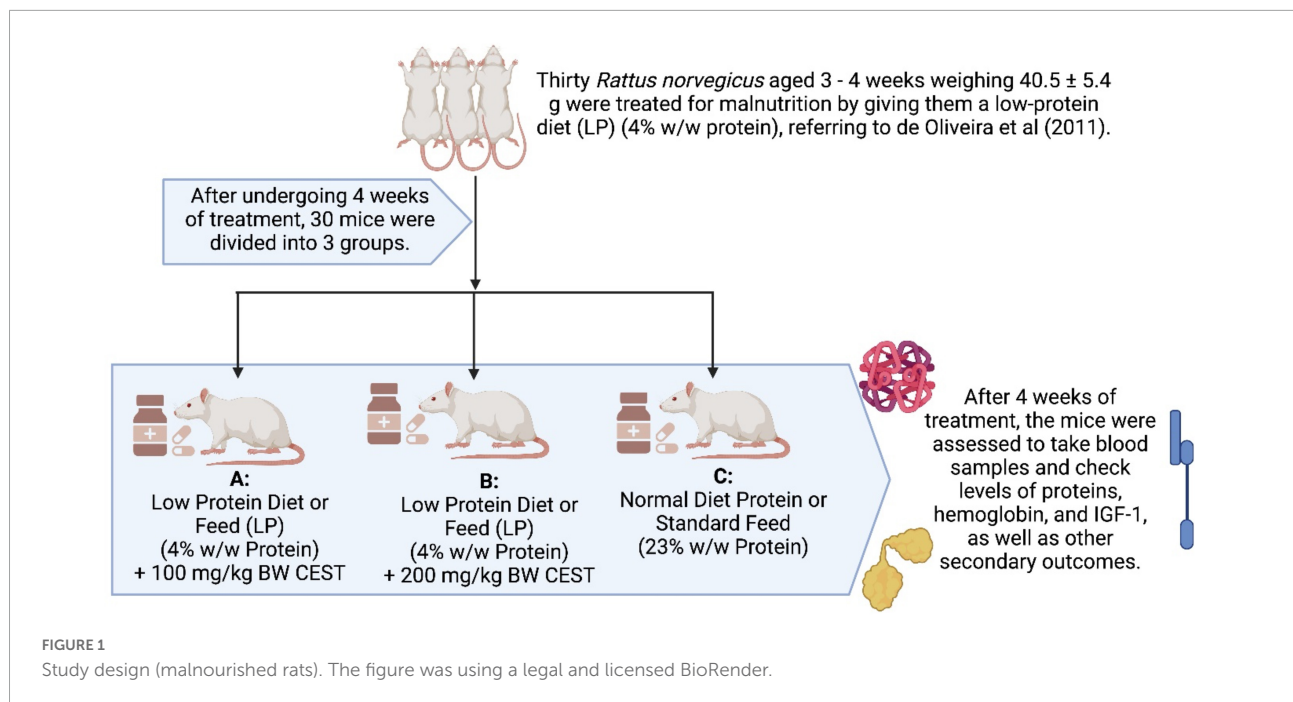 Thirty Rattus norvegicus aged 3 - 4 weeks weighing 40.5 ± 5.4
g were treated for malnutrition by giving them a low-protein
diet (LP) (4% w/w protein), referring to de Oliveira et al (2011).
After undergoing 4 weeks
of treatment, 30 mice were
divided into 3 groups.
A:
Low Protein Diet or
Feed (LP)
(4% w/w Protein)
+ 100 mg/kg BW CEST
B:
Low Protein Diet or
Feed (LP)
(4% w/w Protein)
+ 200 mg/kg BW CEST
C:
Normal Diet Protein or
Standard Feed
(23% w/w Protein)
After 4 weeks of
treatment, the mice were
assessed to take blood
samples and check
levels of proteins,
hemoglobin, and IGF-1,
as well as other
secondary outcomes.
FIGURE 1
Study design (malnourished rats). The figure was using a legal and licensed BioRender.